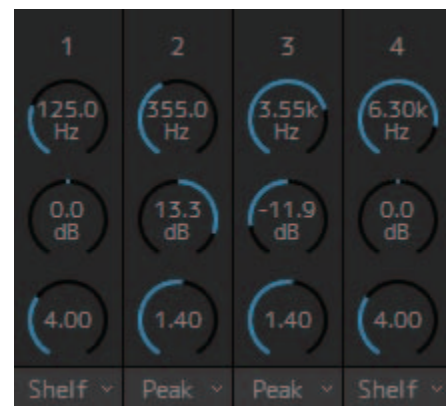 1 2 3 4
125.0 355.0 3.55k 6.30k
Hz Hz Hz Hz
0.0 13.3 -11.9 0.0
dB dB dB dB
4.00 1.40 1.40 4.00
Shelf Peak Peak Shelf